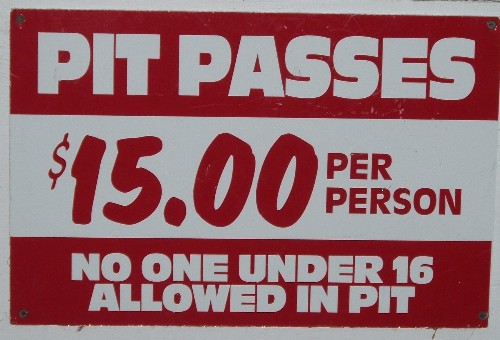 PIT PASSES
$15.00 PER
PERSON
NO ONE UNDER 16
ALLOWED IN PIT